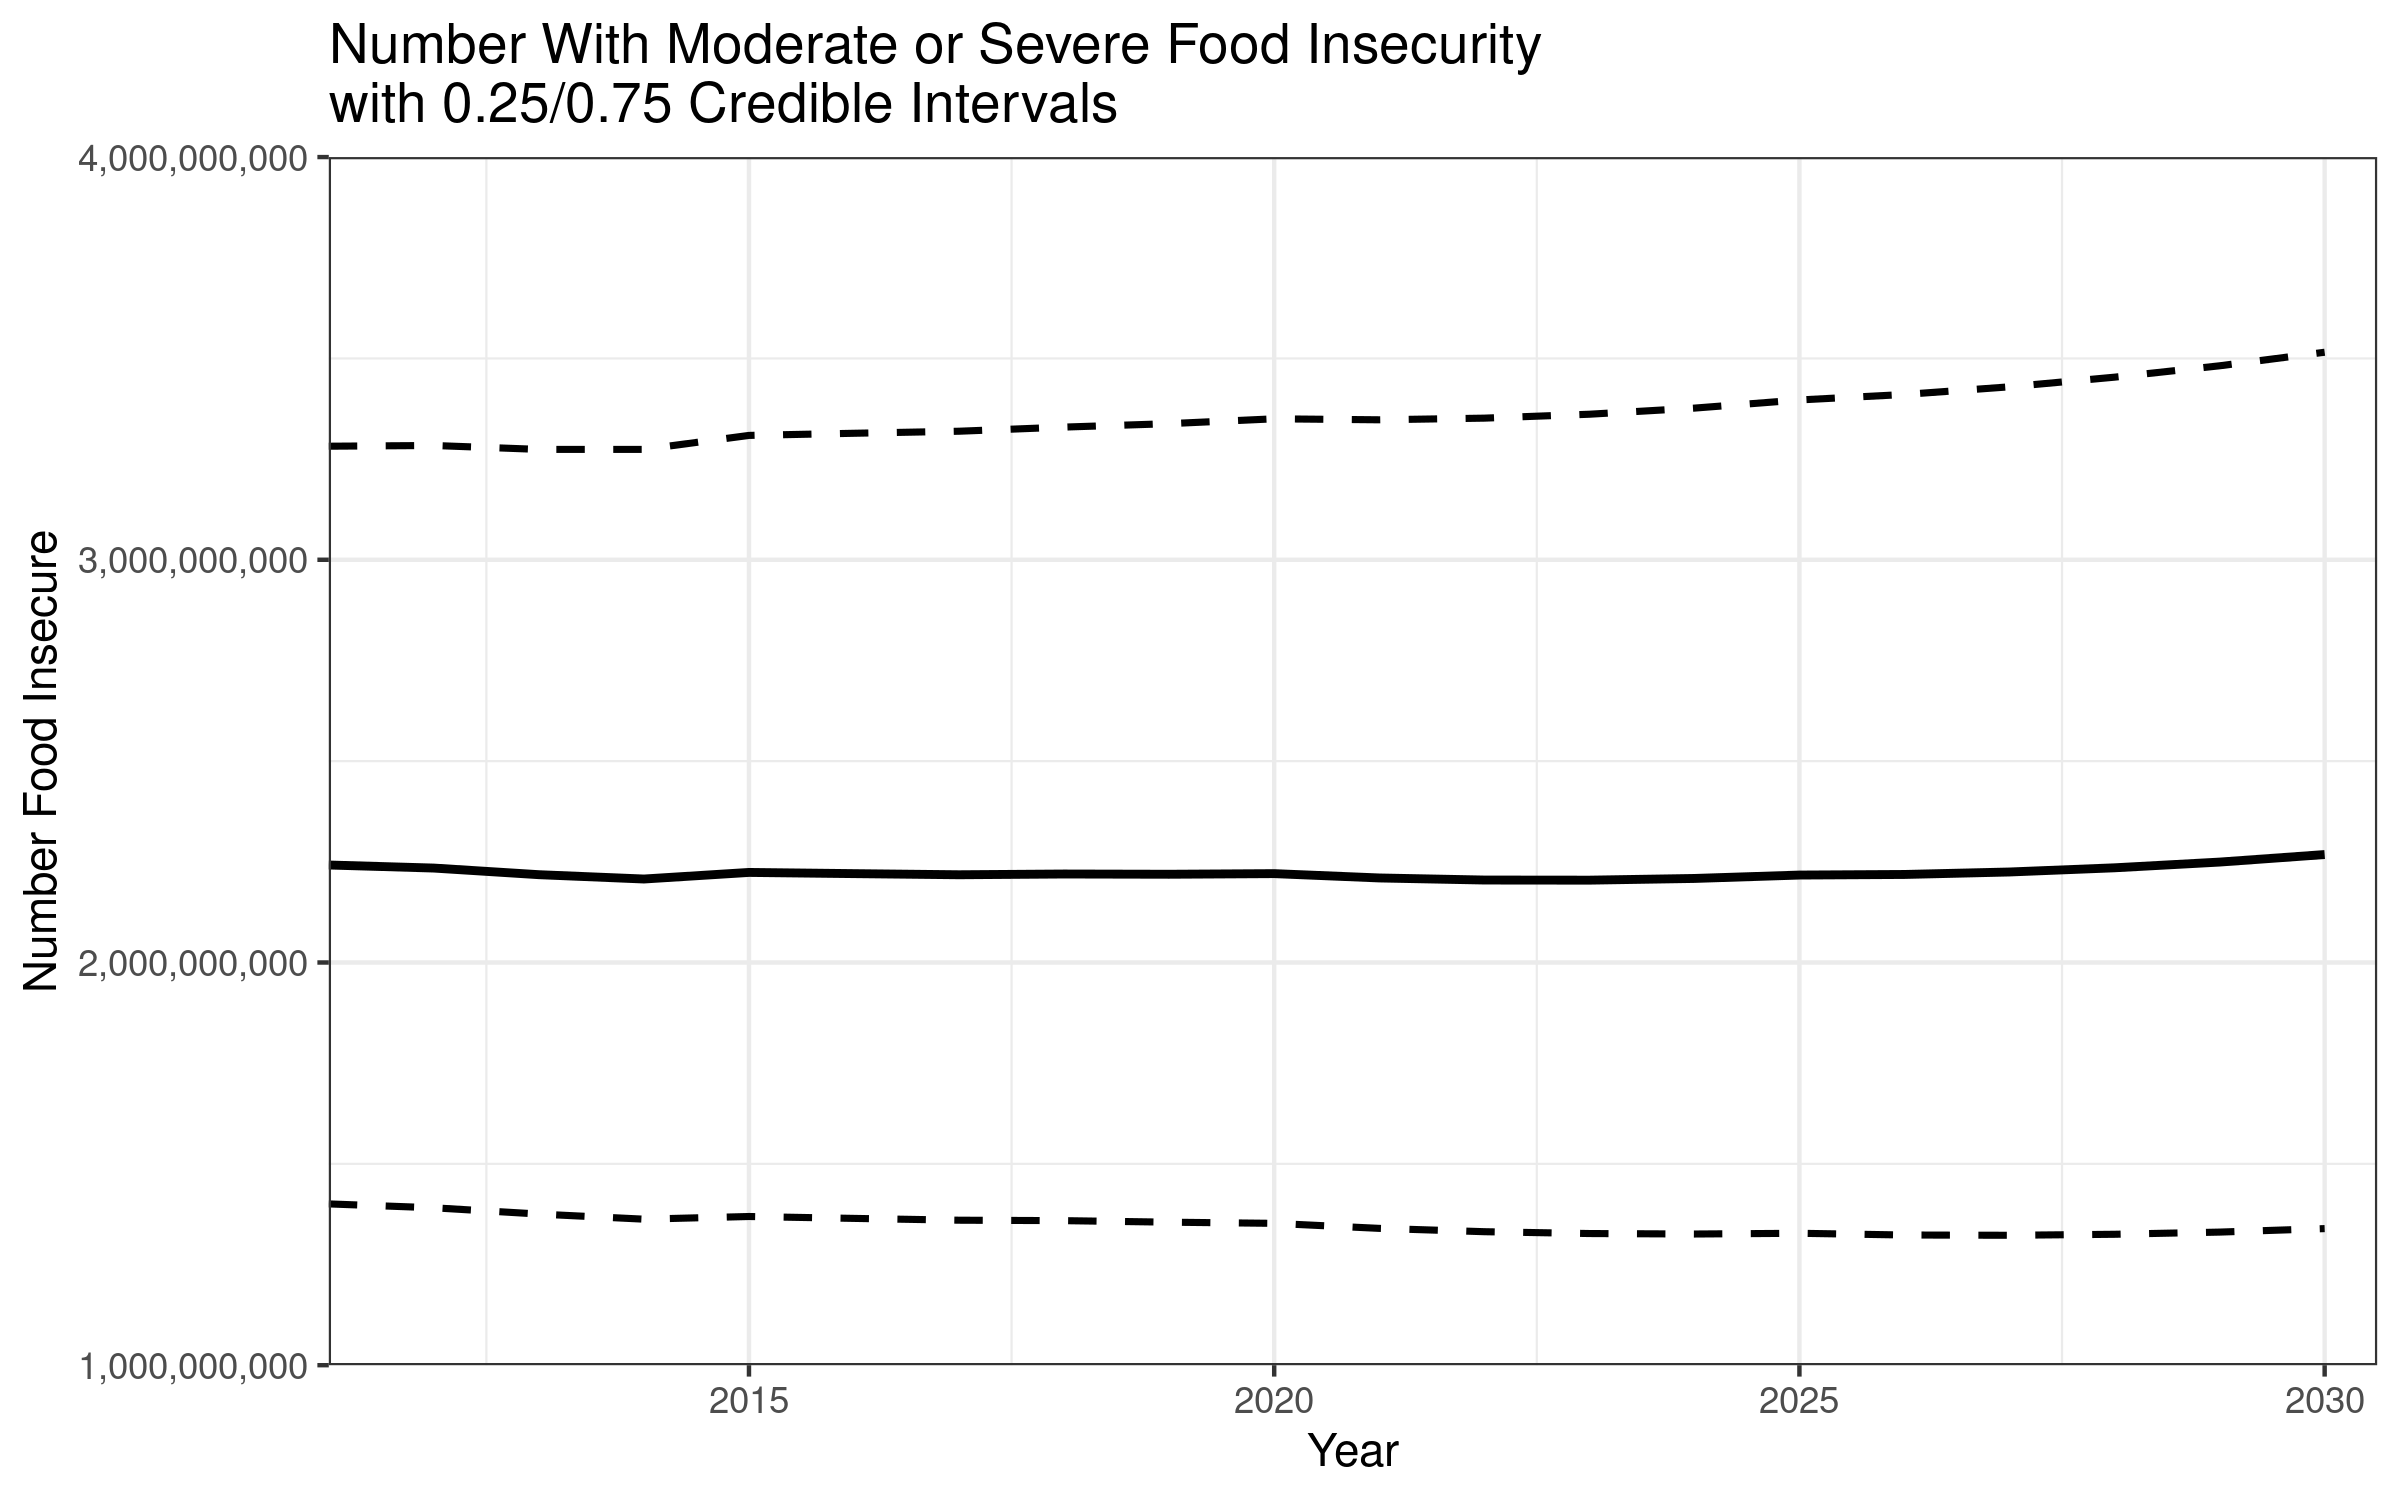 Number With Moderate or Severe Food Insecurity
with 0.25/0.75 Credible Intervals
Number Food Insecure
4,000,000,000
3,000,000,000
2,000,000,000
1,000,000,000
2015 2020 2025 2030
Year